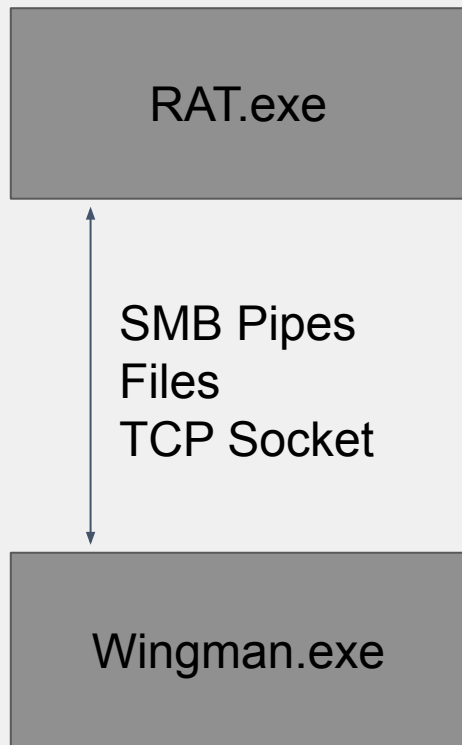 RAT.exe
SMB Pipes
Files
TCP Socket
Wingman.exe